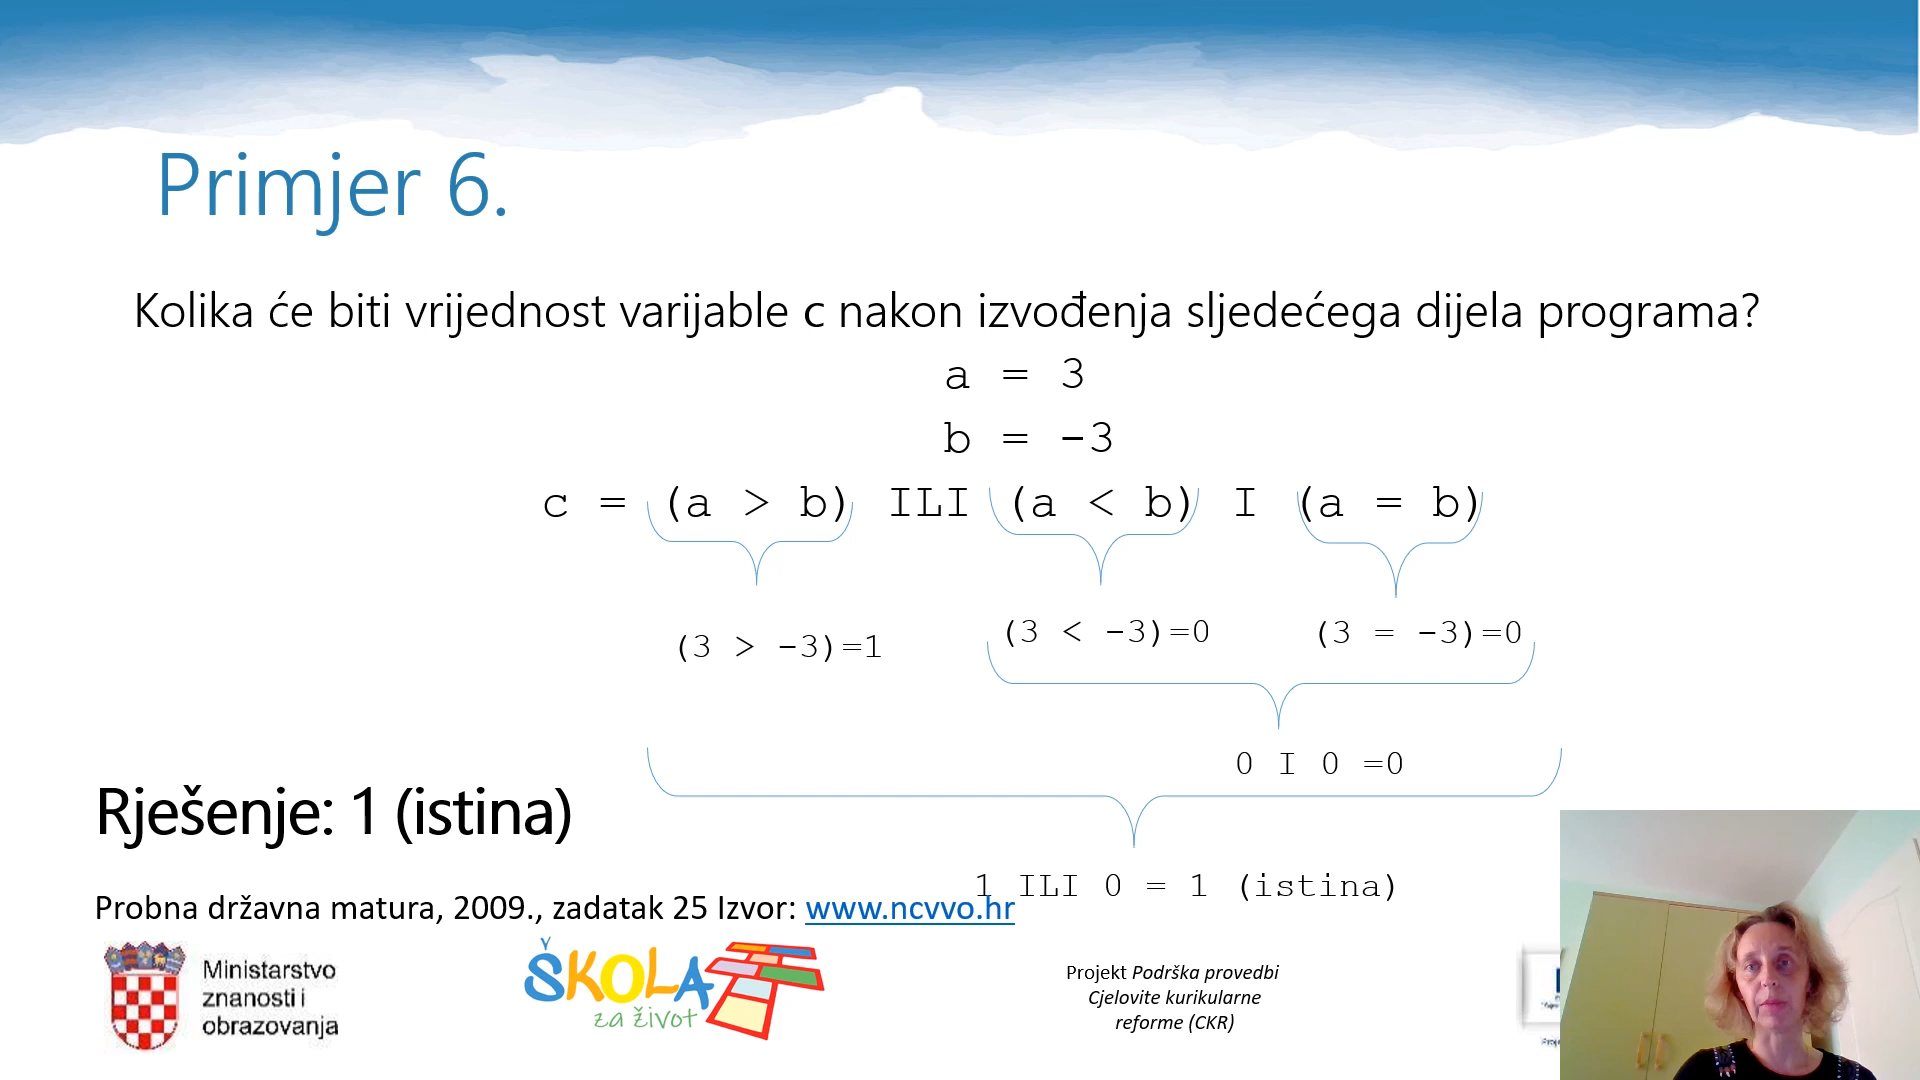 Primjer 6.
Kolika će biti vrijednost varijable c nakon izvođenja sljedećega dijela programa?
a = 3
b = -3
c = (a > b) ILI (a < b) I (a = b)
(3 > -3)=1
(3 < -3)=0
(3 = -3)=0
0 I 0 =0
1 ILI 0 = 1 (istina)
Rješenje: 1 (istina)
Probna državna matura, 2009., zadatak 25 Izvor: www.ncvvo.hr
Ministarstvo
znanosti i
obrazovanja
ŠKOLA
za život
Projekt Podrška provedbi
Cjelovite kurikularne
reforme (CKR)